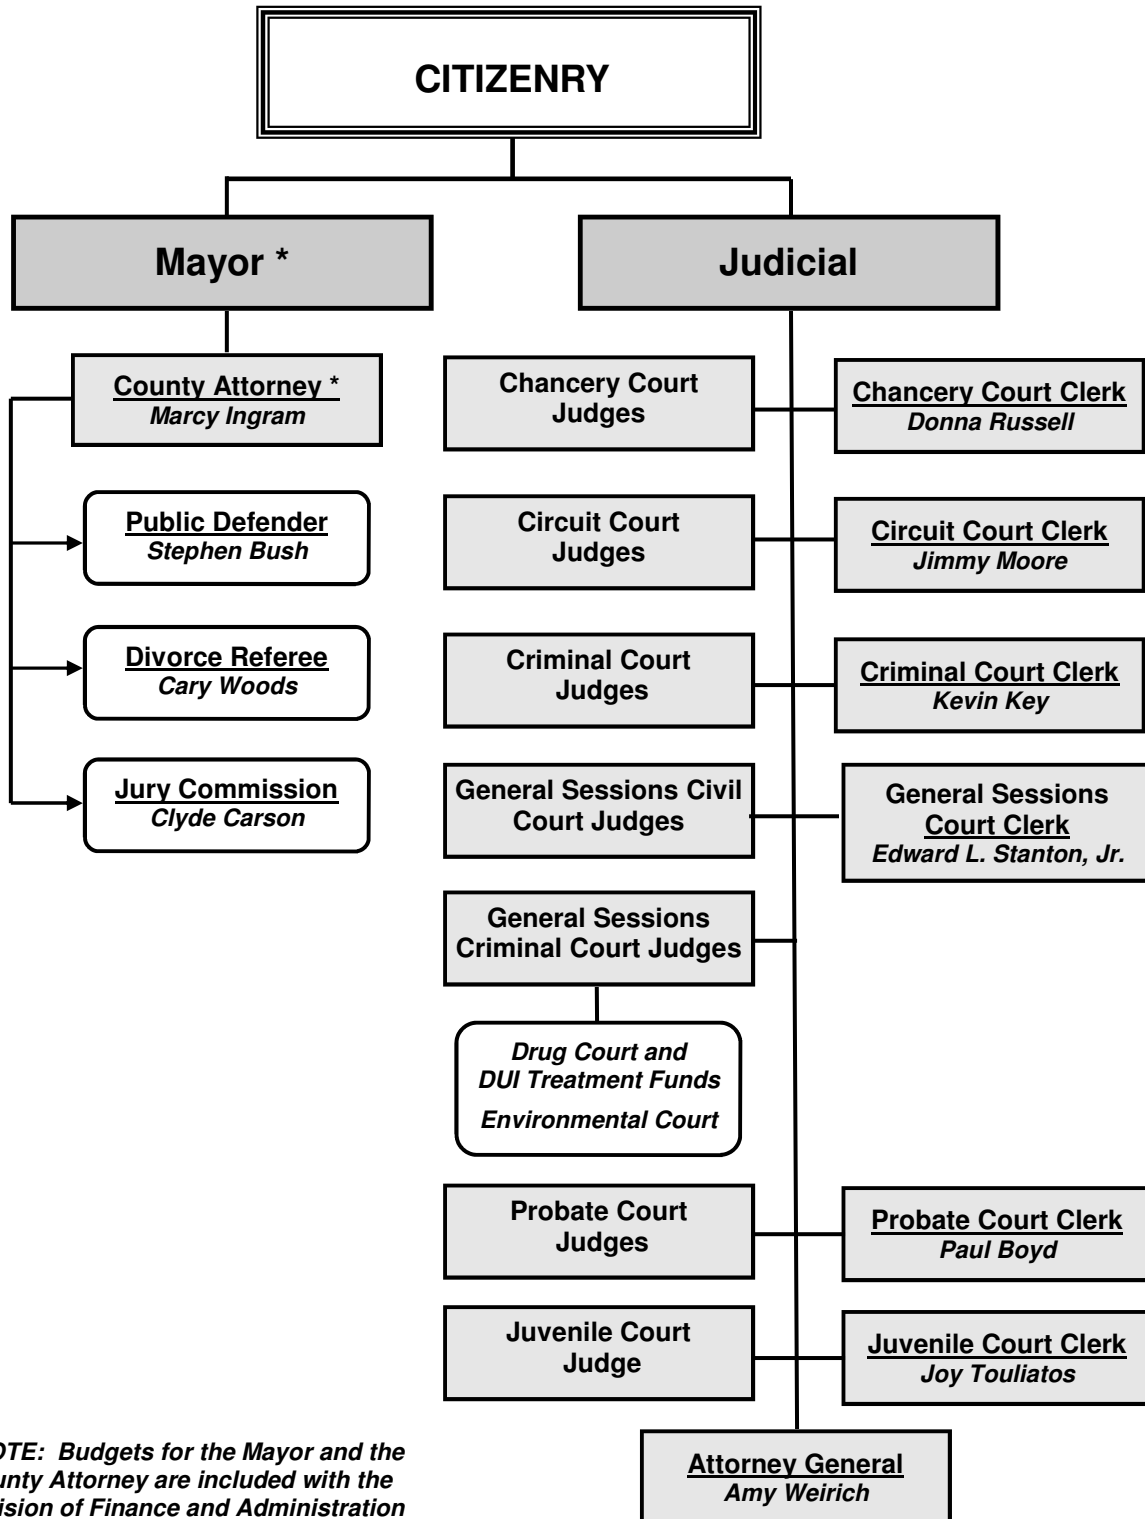 CITIZENRY
Mayor *
Judicial
County Attorney *
Marcy Ingram
Public Defender
Stephen Bush
Divorce Referee
Cary Woods
Jury Commission
Clyde Carson
Chancery Court
Judges
Chancery Court Clerk
Donna Russell
Circuit Court
Judges
Circuit Court Clerk
Jimmy Moore
Criminal Court
Judges
Criminal Court Clerk
Kevin Key
General Sessions Civil
Court Judges
General Sessions
Court Clerk
Edward L. Stanton, Jr.
General Sessions
Criminal Court Judges
Drug Court and
DUI Treatment Funds
Environmental Court
Probate Court
Judges
Probate Court Clerk
Paul Boyd
Juvenile Court
Judge
Juvenile Court Clerk
Joy Touliatos
Attorney General
Amy Weirich
OTE: Budgets for the Mayor and the
unty Attorney are included with the
ision of Finance and Administration